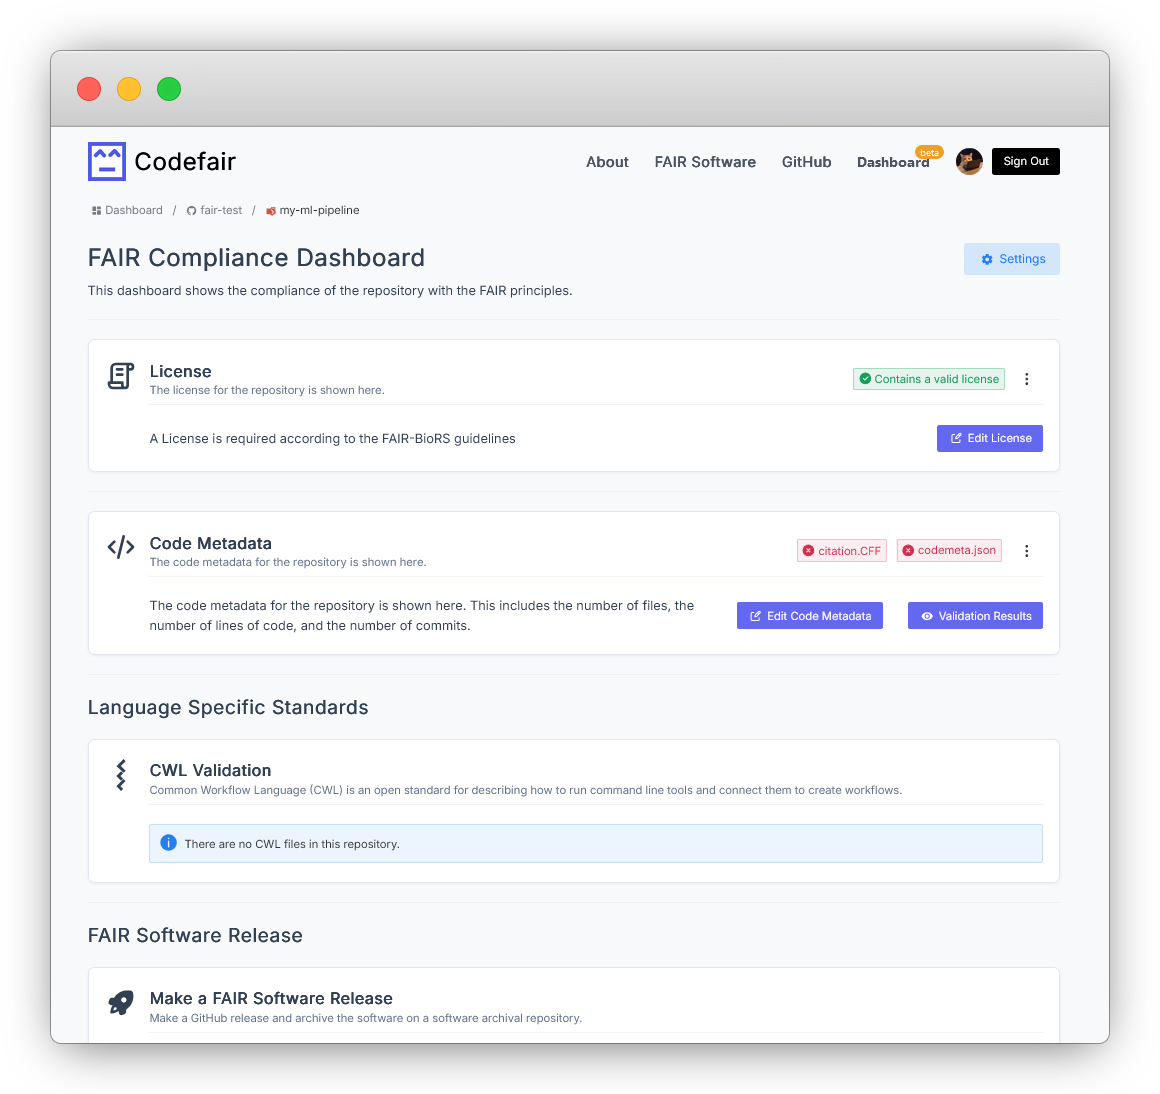 Codefair
About FAIR Software GitHub Dashboard beta Sign Out
Dashboard / fair-test / my-ml-pipeline
FAIR Compliance Dashboard
Settings
This dashboard shows the compliance of the repository with the FAIR principles.
License
The license for the repository is shown here.
Contains a valid license
A License is required according to the FAIR-BioRS guidelines
Edit License
Code Metadata
The code metadata for the repository is shown here.
citation.CFF codemeta.json
The code metadata for the repository is shown here. This includes the number of files, the
number of lines of code, and the number of commits.
Edit Code Metadata Validation Results
Language Specific Standards
CWL Validation
Common Workflow Language (CWL) is an open standard for describing how to run command line tools and connect them to create workflows.
There are no CWL files in this repository.
FAIR Software Release
Make a FAIR Software Release
Make a GitHub release and archive the software on a software archival repository.